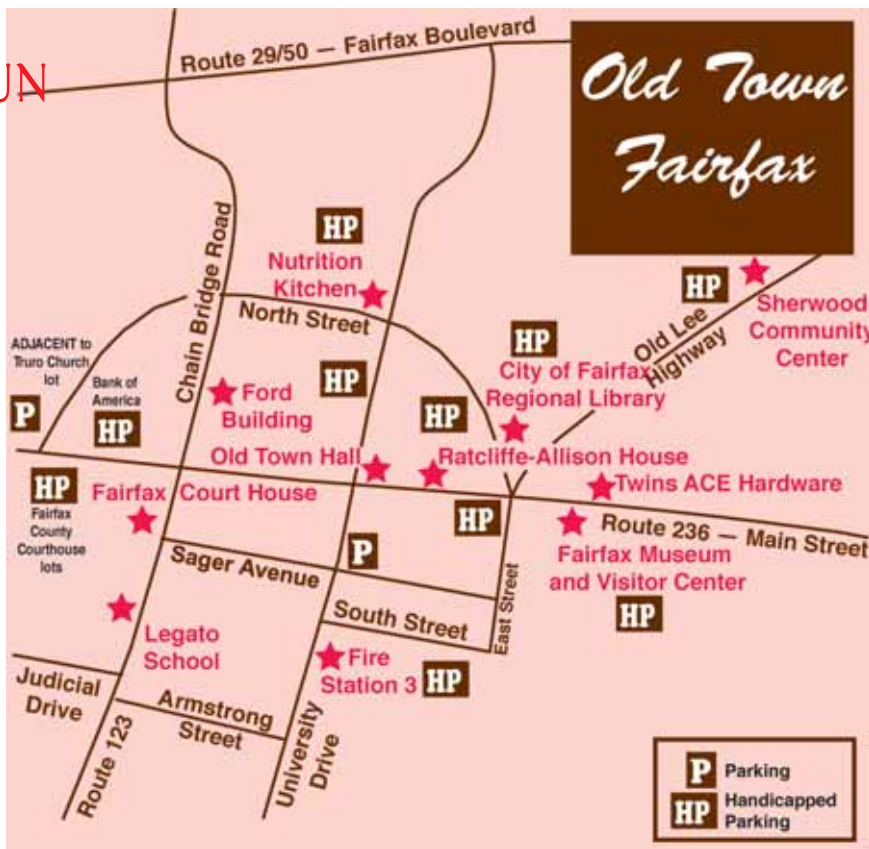 UN
Route 29/50 — Fairfax Boulevard
Old Town
Fairfax
HP
Nutrition
Kitchen
North Street
Chain Bridge Road
HP
Sherwood
Community
Center
Old Lee
Highway
ADJACENT to
Truro Church
lot
P
Bank of
America
HP
Ford
Building
HP
HP
City of Fairfax
Regional Library
HP
Old Town Hall
Ratcliffe-Allison House
Twins ACE Hardware
HP
Fairfax
County
Courthouse
lots
Fairfax Court House
HP
Route 236 — Main Street
Fairfax Museum
and Visitor Center
HP
Sager Avenue
P
South Street
East Street
Legato
School
Fire
Station 3
HP
Judicial
Drive
Armstrong
Street
Route 123
University
Drive
P Parking
HP Handicapped
Parking